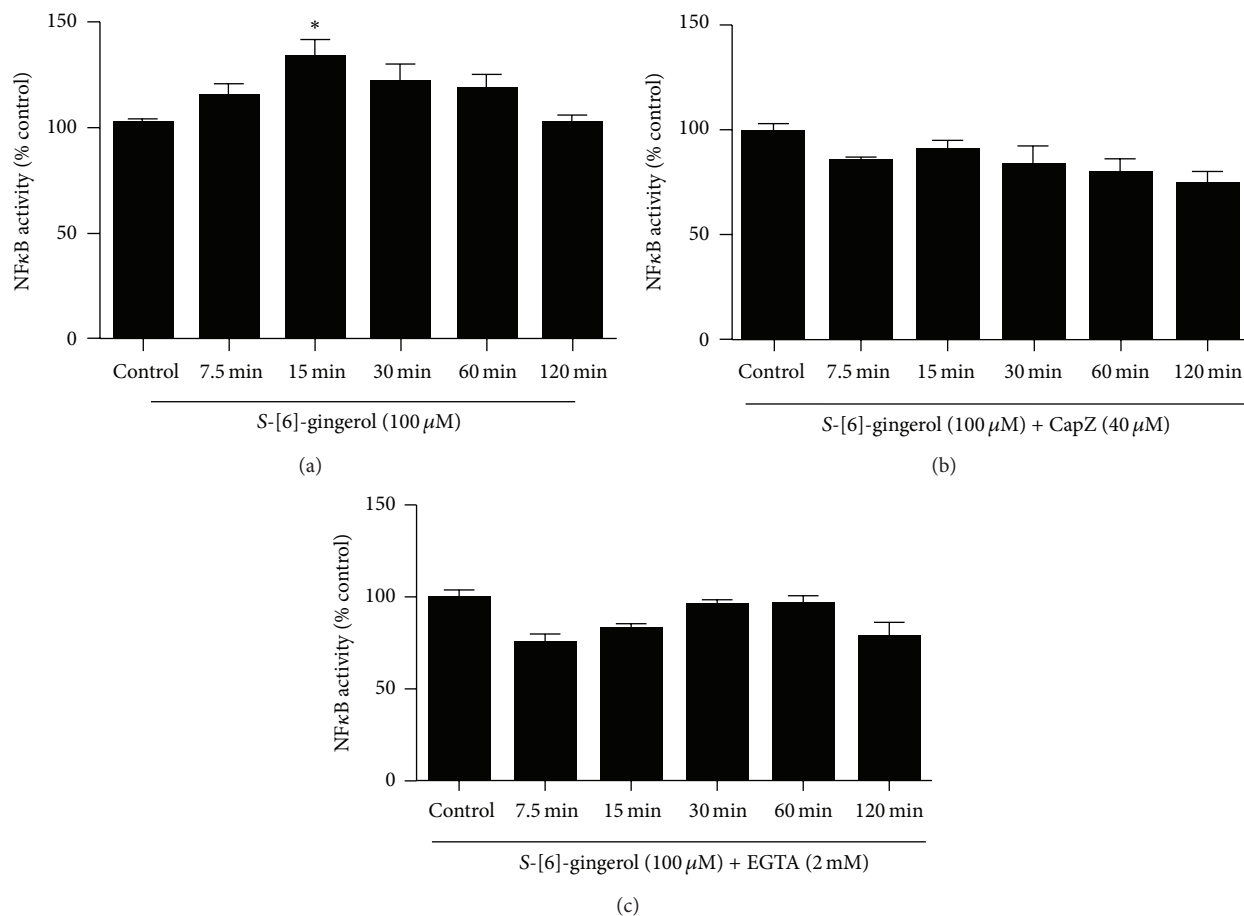 150
100
50
0
NFκB activity (% control)
*
Control 7.5 min 15 min 30 min 60 min 120 min
S-[6]-gingerol (100 μM)
(a)
150
100
50
0
NFκB activity (% control)
Control 7.5 min 15 min 30 min 60 min 120 min
S-[6]-gingerol (100 μM) + CapZ (40 μM)
(b)
150
100
50
0
NFκB activity (% control)
Control 7.5 min 15 min 30 min 60 min 120 min
S-[6]-gingerol (100 μM) + EGTA (2 mM)
(c)